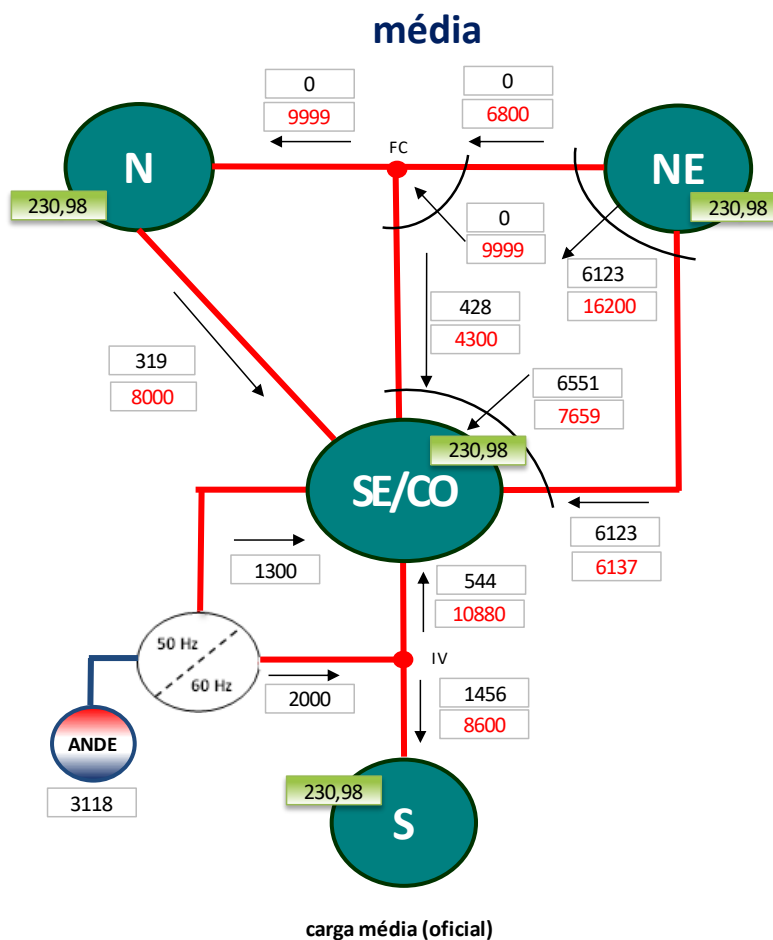 média
0
0
9999
6800
FC
N
NE
230,98
230,98
0
9999
6123
16200
428
4300
319
8000
6551
7659
230,98
SE/CO
6123
6137
1300
544
10880
50 Hz
60 Hz
IV
2000
1456
8600
ANDE
230,98
3118
S
carga média (oficial)